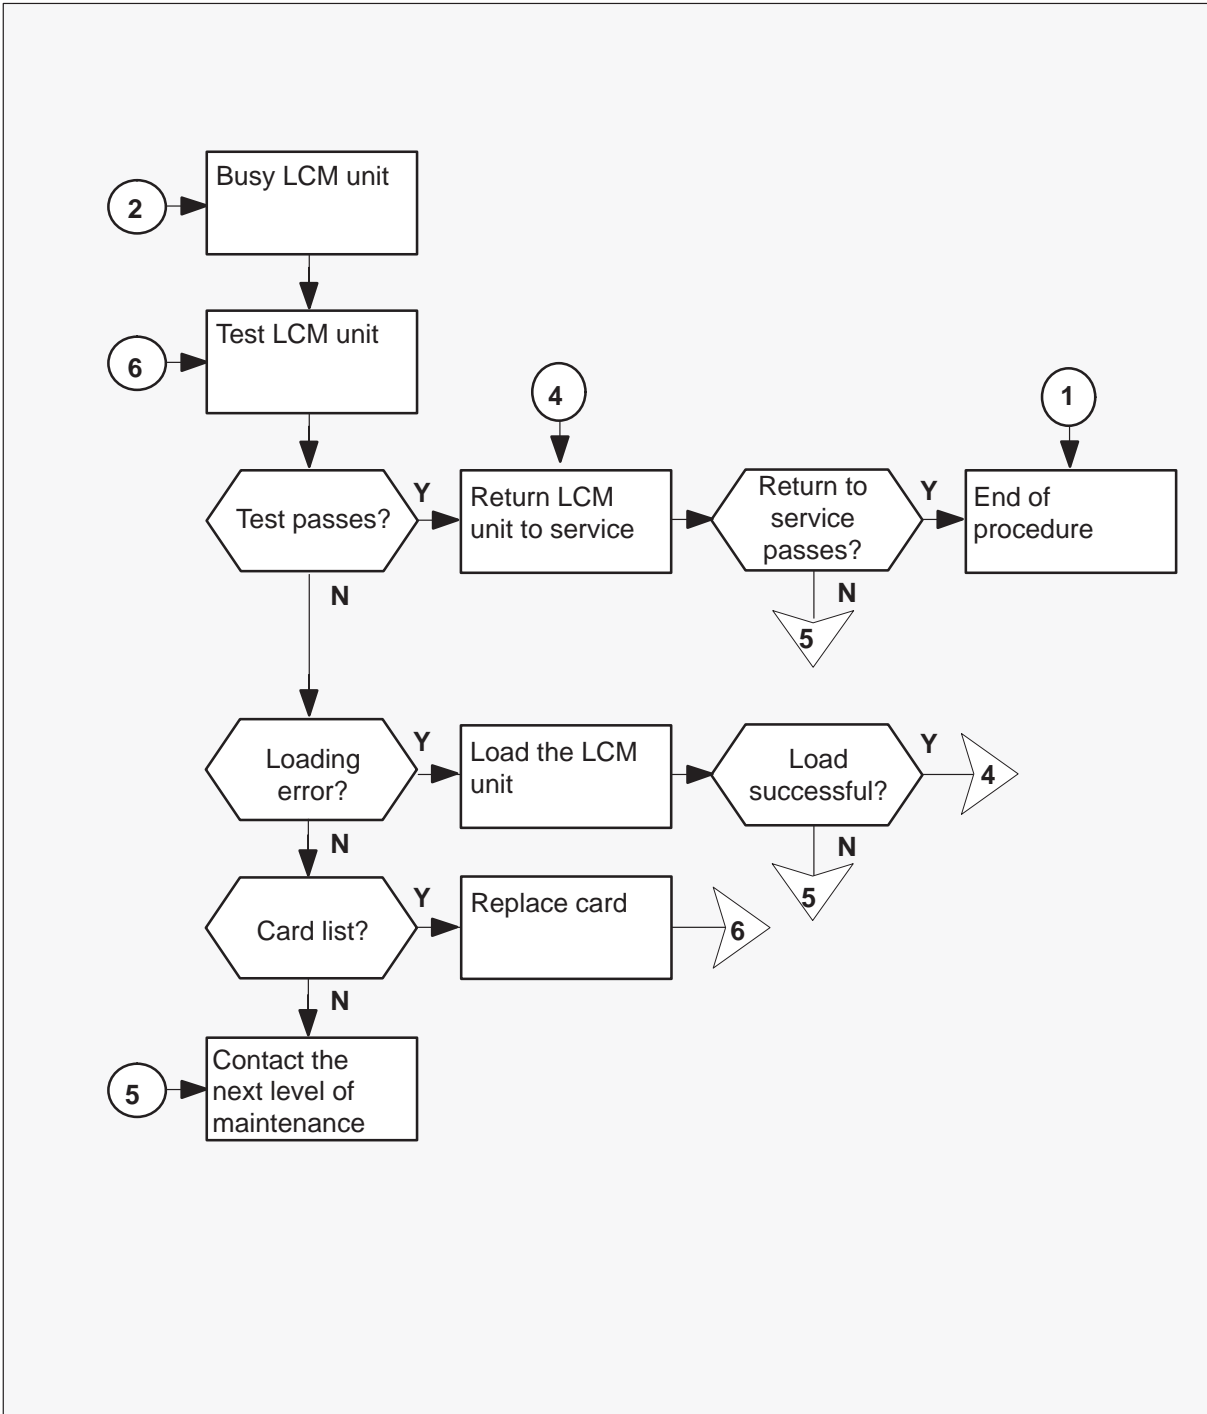 Busy LCM unit
2
Test LCM unit
6
4
1
Test passes?
Y
Return LCM
unit to service
Return to
service
passes?
Y
End of
procedure
N
N
5
Loading
error?
Y
Load the LCM
unit
Load
successful?
Y
4
N
N
5
Card list?
Y
Replace card
6
N
5
Contact the
next level of
maintenance